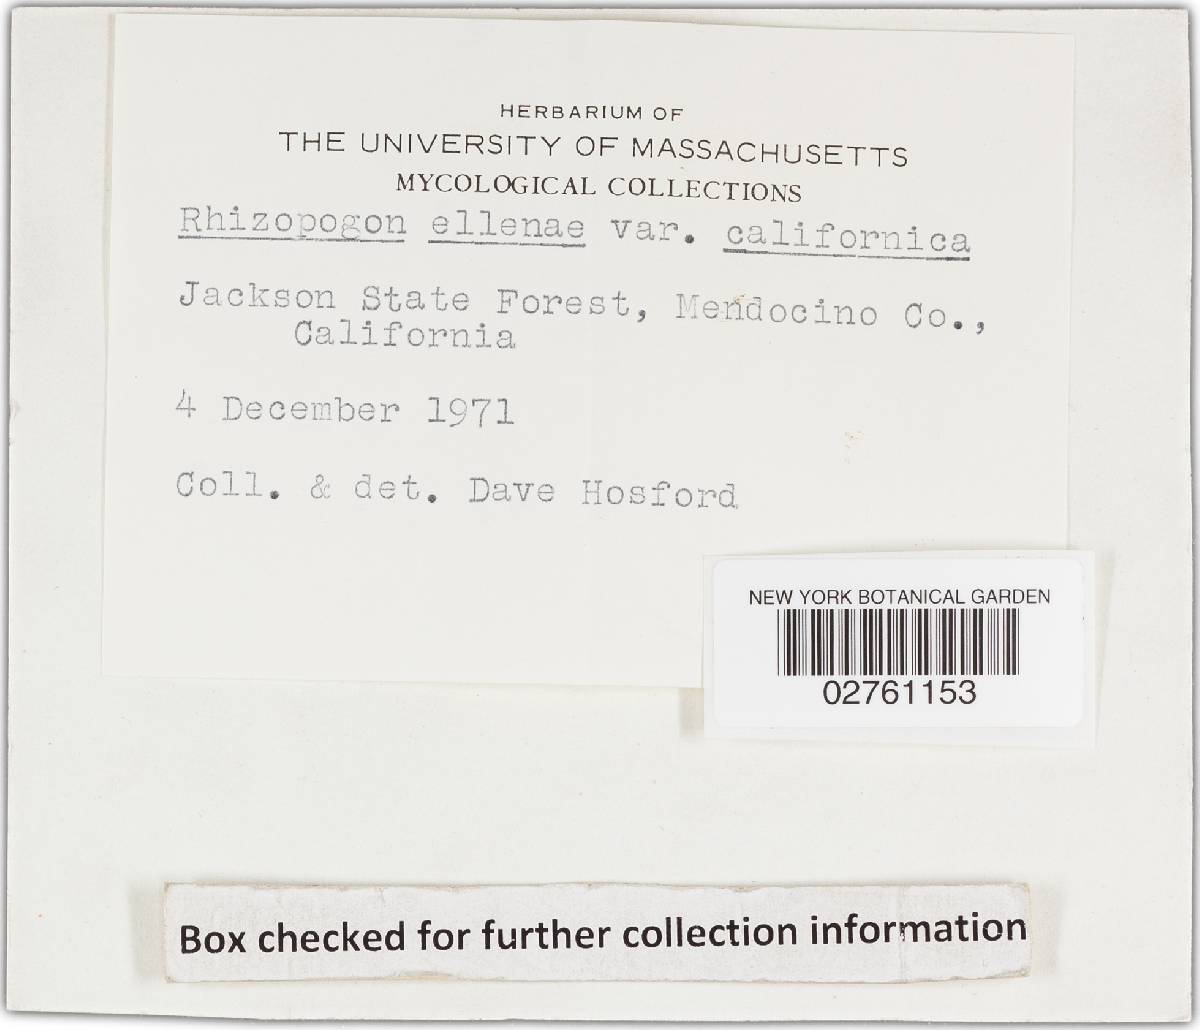 HERBARIUM OF
THE UNIVERSITY OF MASSACHUSETTS
MYCOLOGICAL COLLECTIONS
Rhizopogon ellenae var. californica
Jackson State Forest, Mendocino Co.,
California
4 December 1971
Coll. & det. Dave Hosford
NEW YORK BOTANICAL GARDEN
02761153
Box checked for further collection information